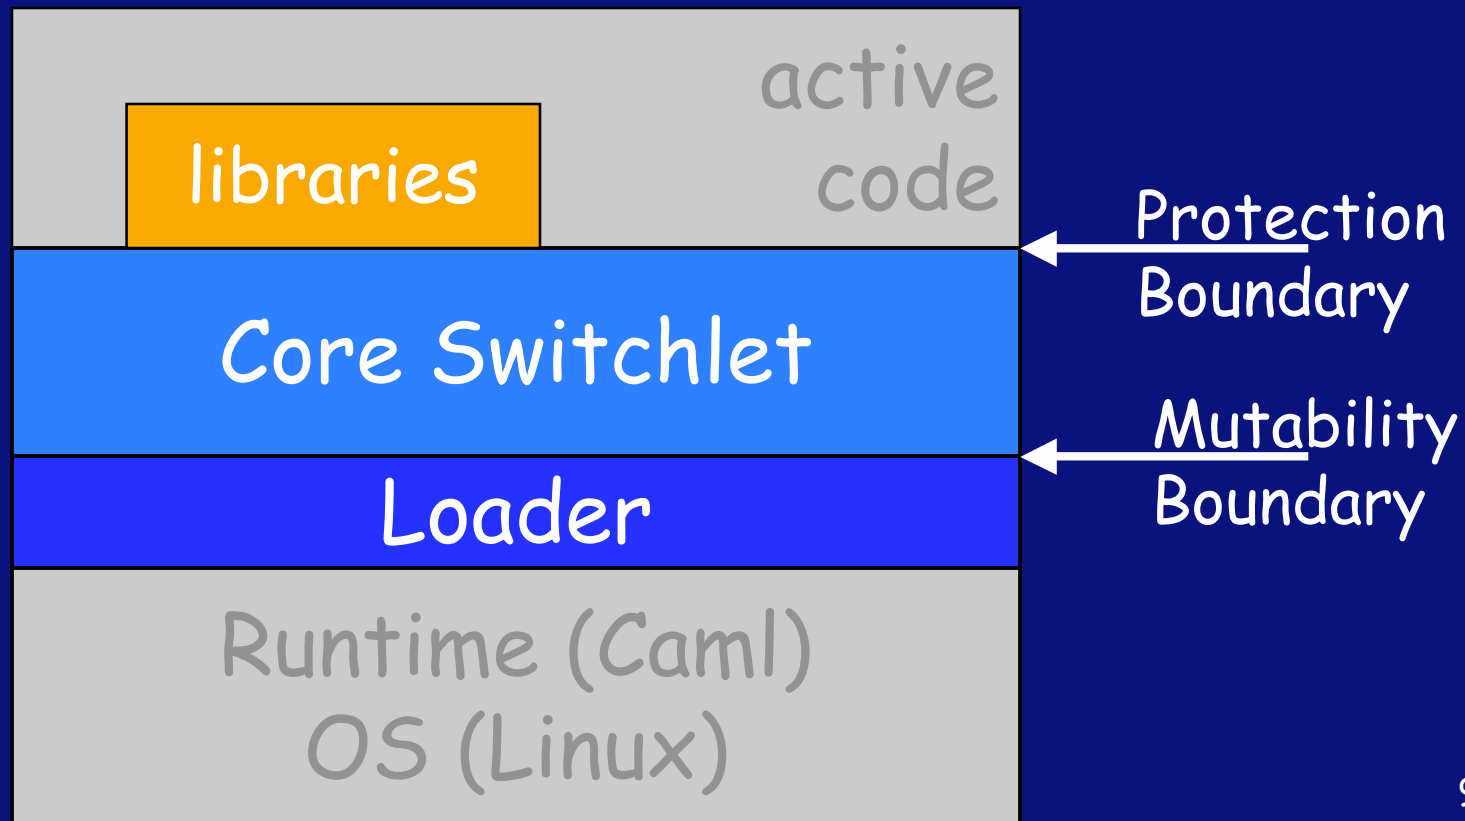 active
code
libraries
Protection
Boundary
Core Switchlet
Mutability
Boundary
Loader
Runtime (Caml)
OS (Linux)